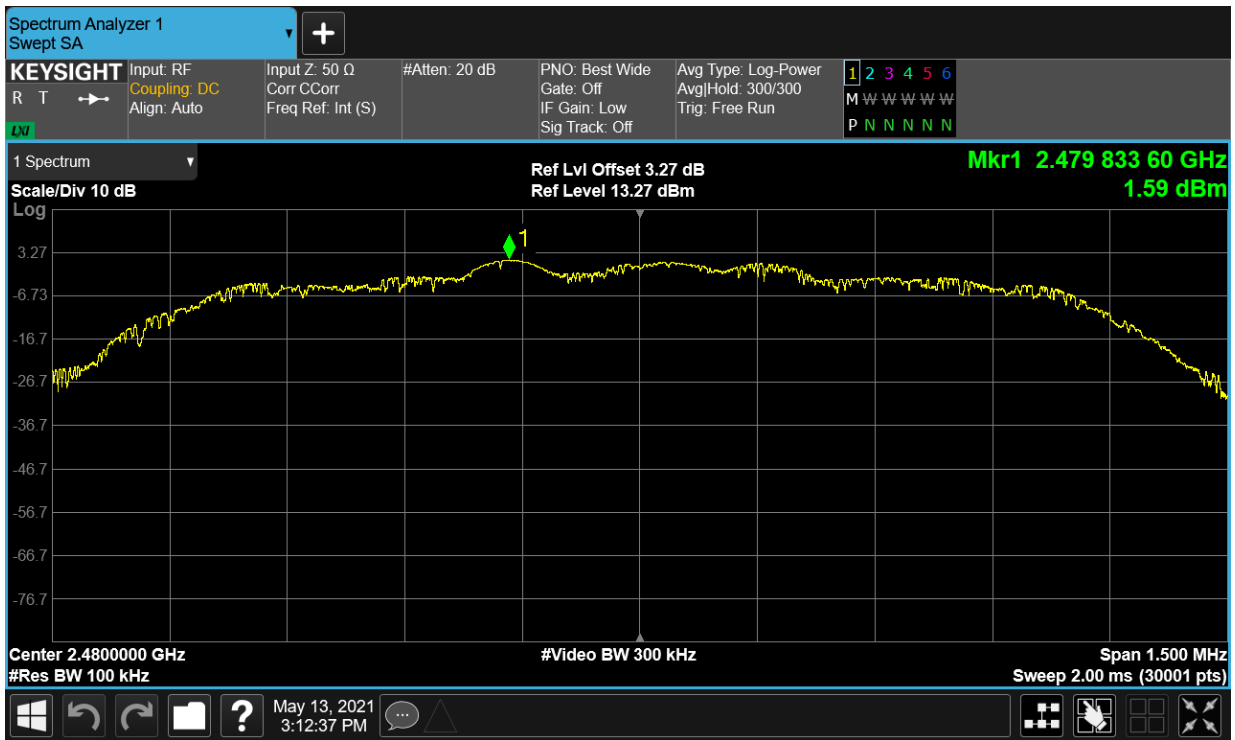 Spectrum Analyzer 1
Swept SA
+
KEYSIGHT
R T
LXI
Input: RF
Coupling: DC
Align: Auto
Input Z: 50 Ω
Corr CCorr
Freq Ref: Int (S)
#Atten: 20 dB
PNO: Best Wide
Gate: Off
IF Gain: Low
Sig Track: Off
Avg Type: Log-Power
Avg|Hold: 300/300
Trig: Free Run
1 2 3 4 5 6
M W W W W W
P N N N N N
1 Spectrum
Scale/Div 10 dB
Log
Ref Lvl Offset 3.27 dB
Ref Level 13.27 dBm
Mkr1 2.479 833 60 GHz
1.59 dBm
1
3.27
-6.73
-16.7
-26.7
-36.7
-46.7
-56.7
-66.7
-76.7
Center 2.4800000 GHz
#Res BW 100 kHz
#Video BW 300 kHz
Span 1.500 MHz
Sweep 2.00 ms (30001 pts)
?
May 13, 2021
3:12:37 PM